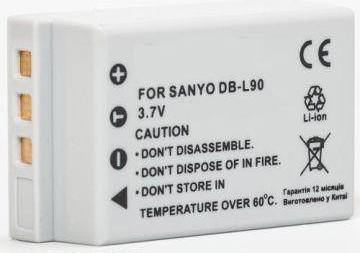 FOR SANYO DB-L90
3.7V
CAUTION
• DON'T DISASSEMBLE.
• DON'T DISPOSE OF IN FIRE.
• DON'T STORE IN
TEMPERATURE OVER 60°C.
CE
Li-ion
Гарантія 12 місяців
Виготовлено у Китаї